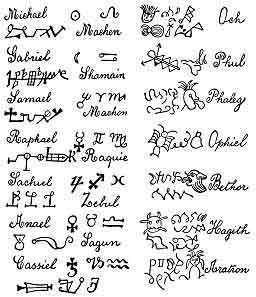 Michael ☉ ♌
Machen
Gabriel ☾ ♋
Shamain
Samael ♂ ♈ ♏
Machon
Raphael ☿ ♊ ♍
Raquie
Sachiel ♃ ♐ ♓
Zebul
Anael ♀ ♉ ♎
Sagun
Cassiel ♄ ♑ ♒
Och
Phul
Phaleg
Ophiel
Bethor
Hagith
Aratron